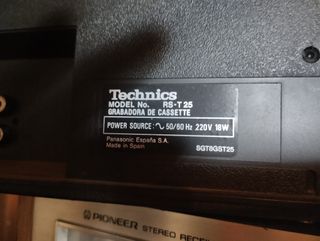 Technics
MODEL No. RS-T25
GRABADORA DE CASSETTE
POWER SOURCE: ∿ 50/60 Hz 220V 18W
Panasonic España S.A.
Made in Spain
SGT8GST25
PIONEER STEREO RECEI